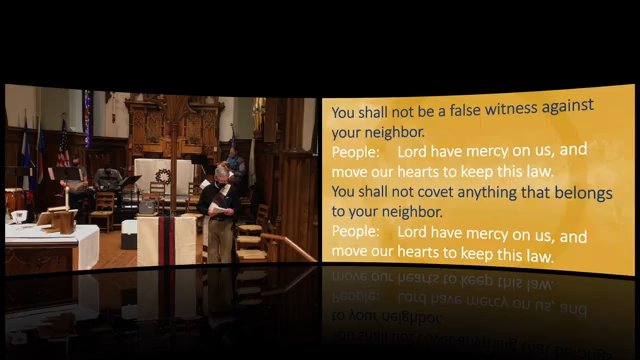 You shall not be a false witness against
your neighbor.
People: Lord have mercy on us, and
move our hearts to keep this law.
You shall not covet anything that belongs
to your neighbor.
People: Lord have mercy on us, and
move our hearts to keep this law.